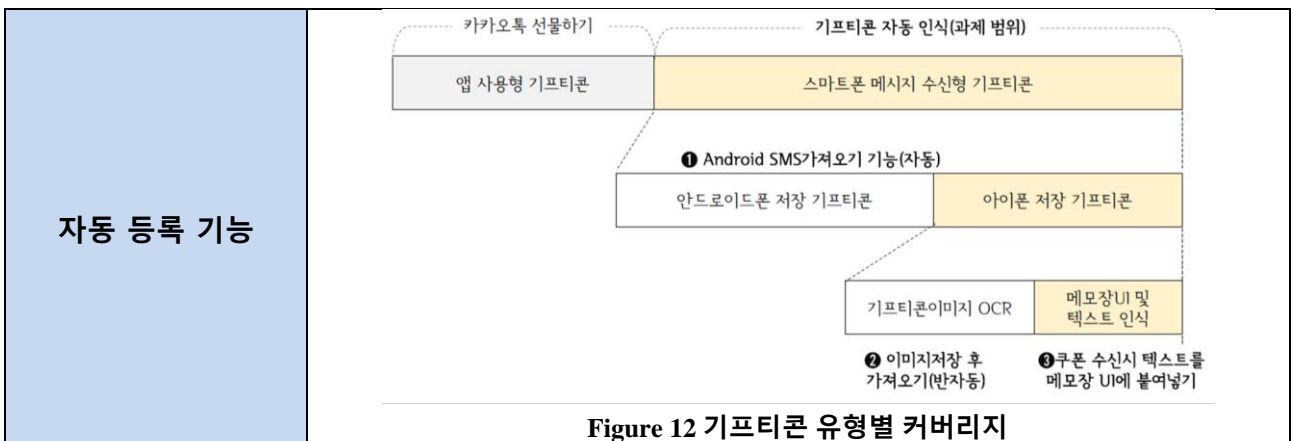 자동 등록 기능
카카오톡 선물하기
기프티콘 자동 인식(과제 범위)
앱 사용형 기프티콘
스마트폰 메시지 수신형 기프티콘
❶ Android SMS가져오기 기능(자동)
안드로이드폰 저장 기프티콘
아이폰 저장 기프티콘
기프티콘이미지 OCR
메모장UI 및
텍스트 인식
❷ 이미지저장 후
가져오기(반자동)
❸쿠폰 수신시 텍스트를
메모장 UI에 붙여넣기
Figure 12 기프티콘 유형별 커버리지